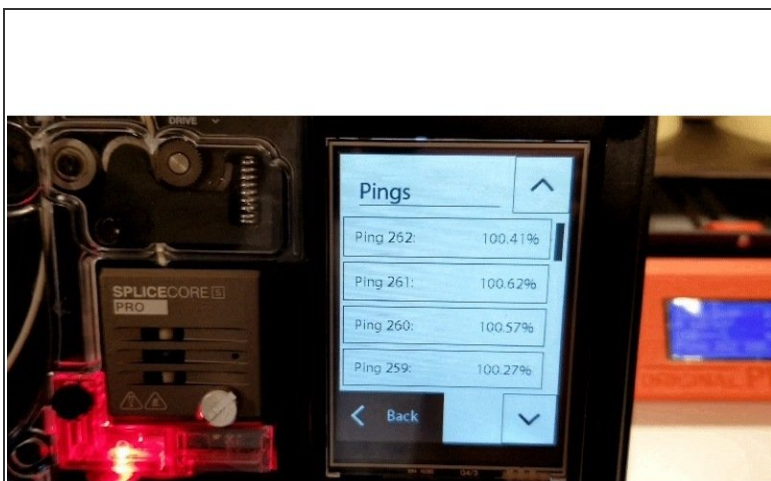 DRIVE
Pings
Ping 262: 100.41%
Ping 261: 100.62%
Ping 260: 100.57%
Ping 259: 100.27%
Back
SPLICECORE S
PRO
ORIGINAL